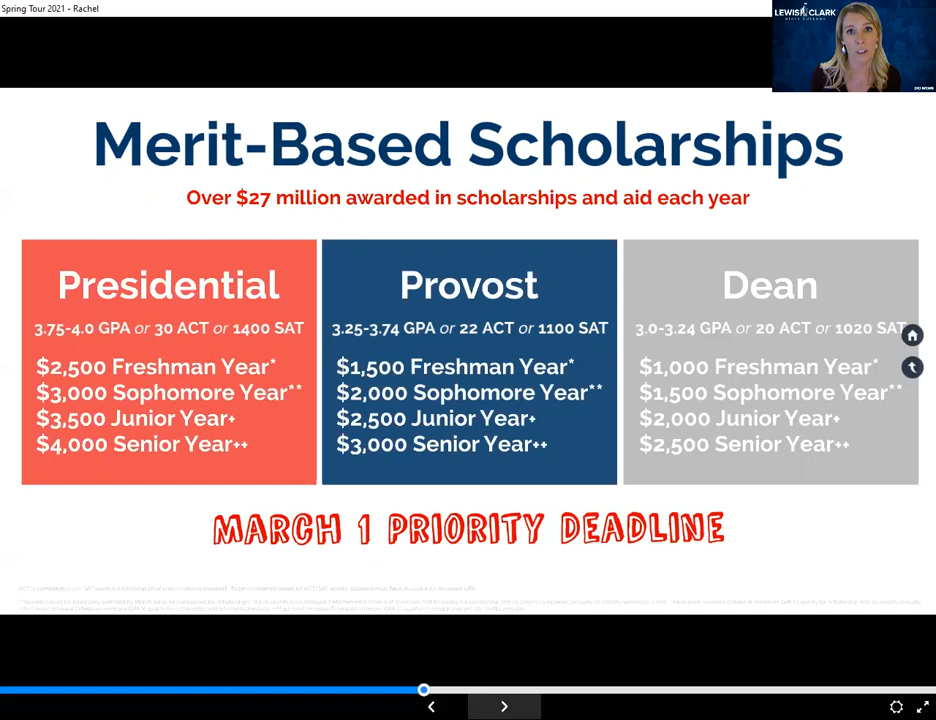 Spring Tour 2021 - Rachel
LEWIS CLARK
Merit-Based Scholarships
Over $27 million awarded in scholarships and aid each year
Presidential
3.75-4.0 GPA or 30 ACT or 1400 SAT
$2,500 Freshman Year*
$3,000 Sophomore Year**
$3,500 Junior Year+
$4,000 Senior Year++
Provost
3.25-3.74 GPA or 22 ACT or 1100 SAT
$1,500 Freshman Year*
$2,000 Sophomore Year**
$2,500 Junior Year+
$3,000 Senior Year++
Dean
3.0-3.24 GPA or 20 ACT or 1020 SAT
$1,000 Freshman Year*
$1,500 Sophomore Year**
$2,000 Junior Year+
$2,500 Senior Year++
MARCH 1 PRIORITY DEADLINE